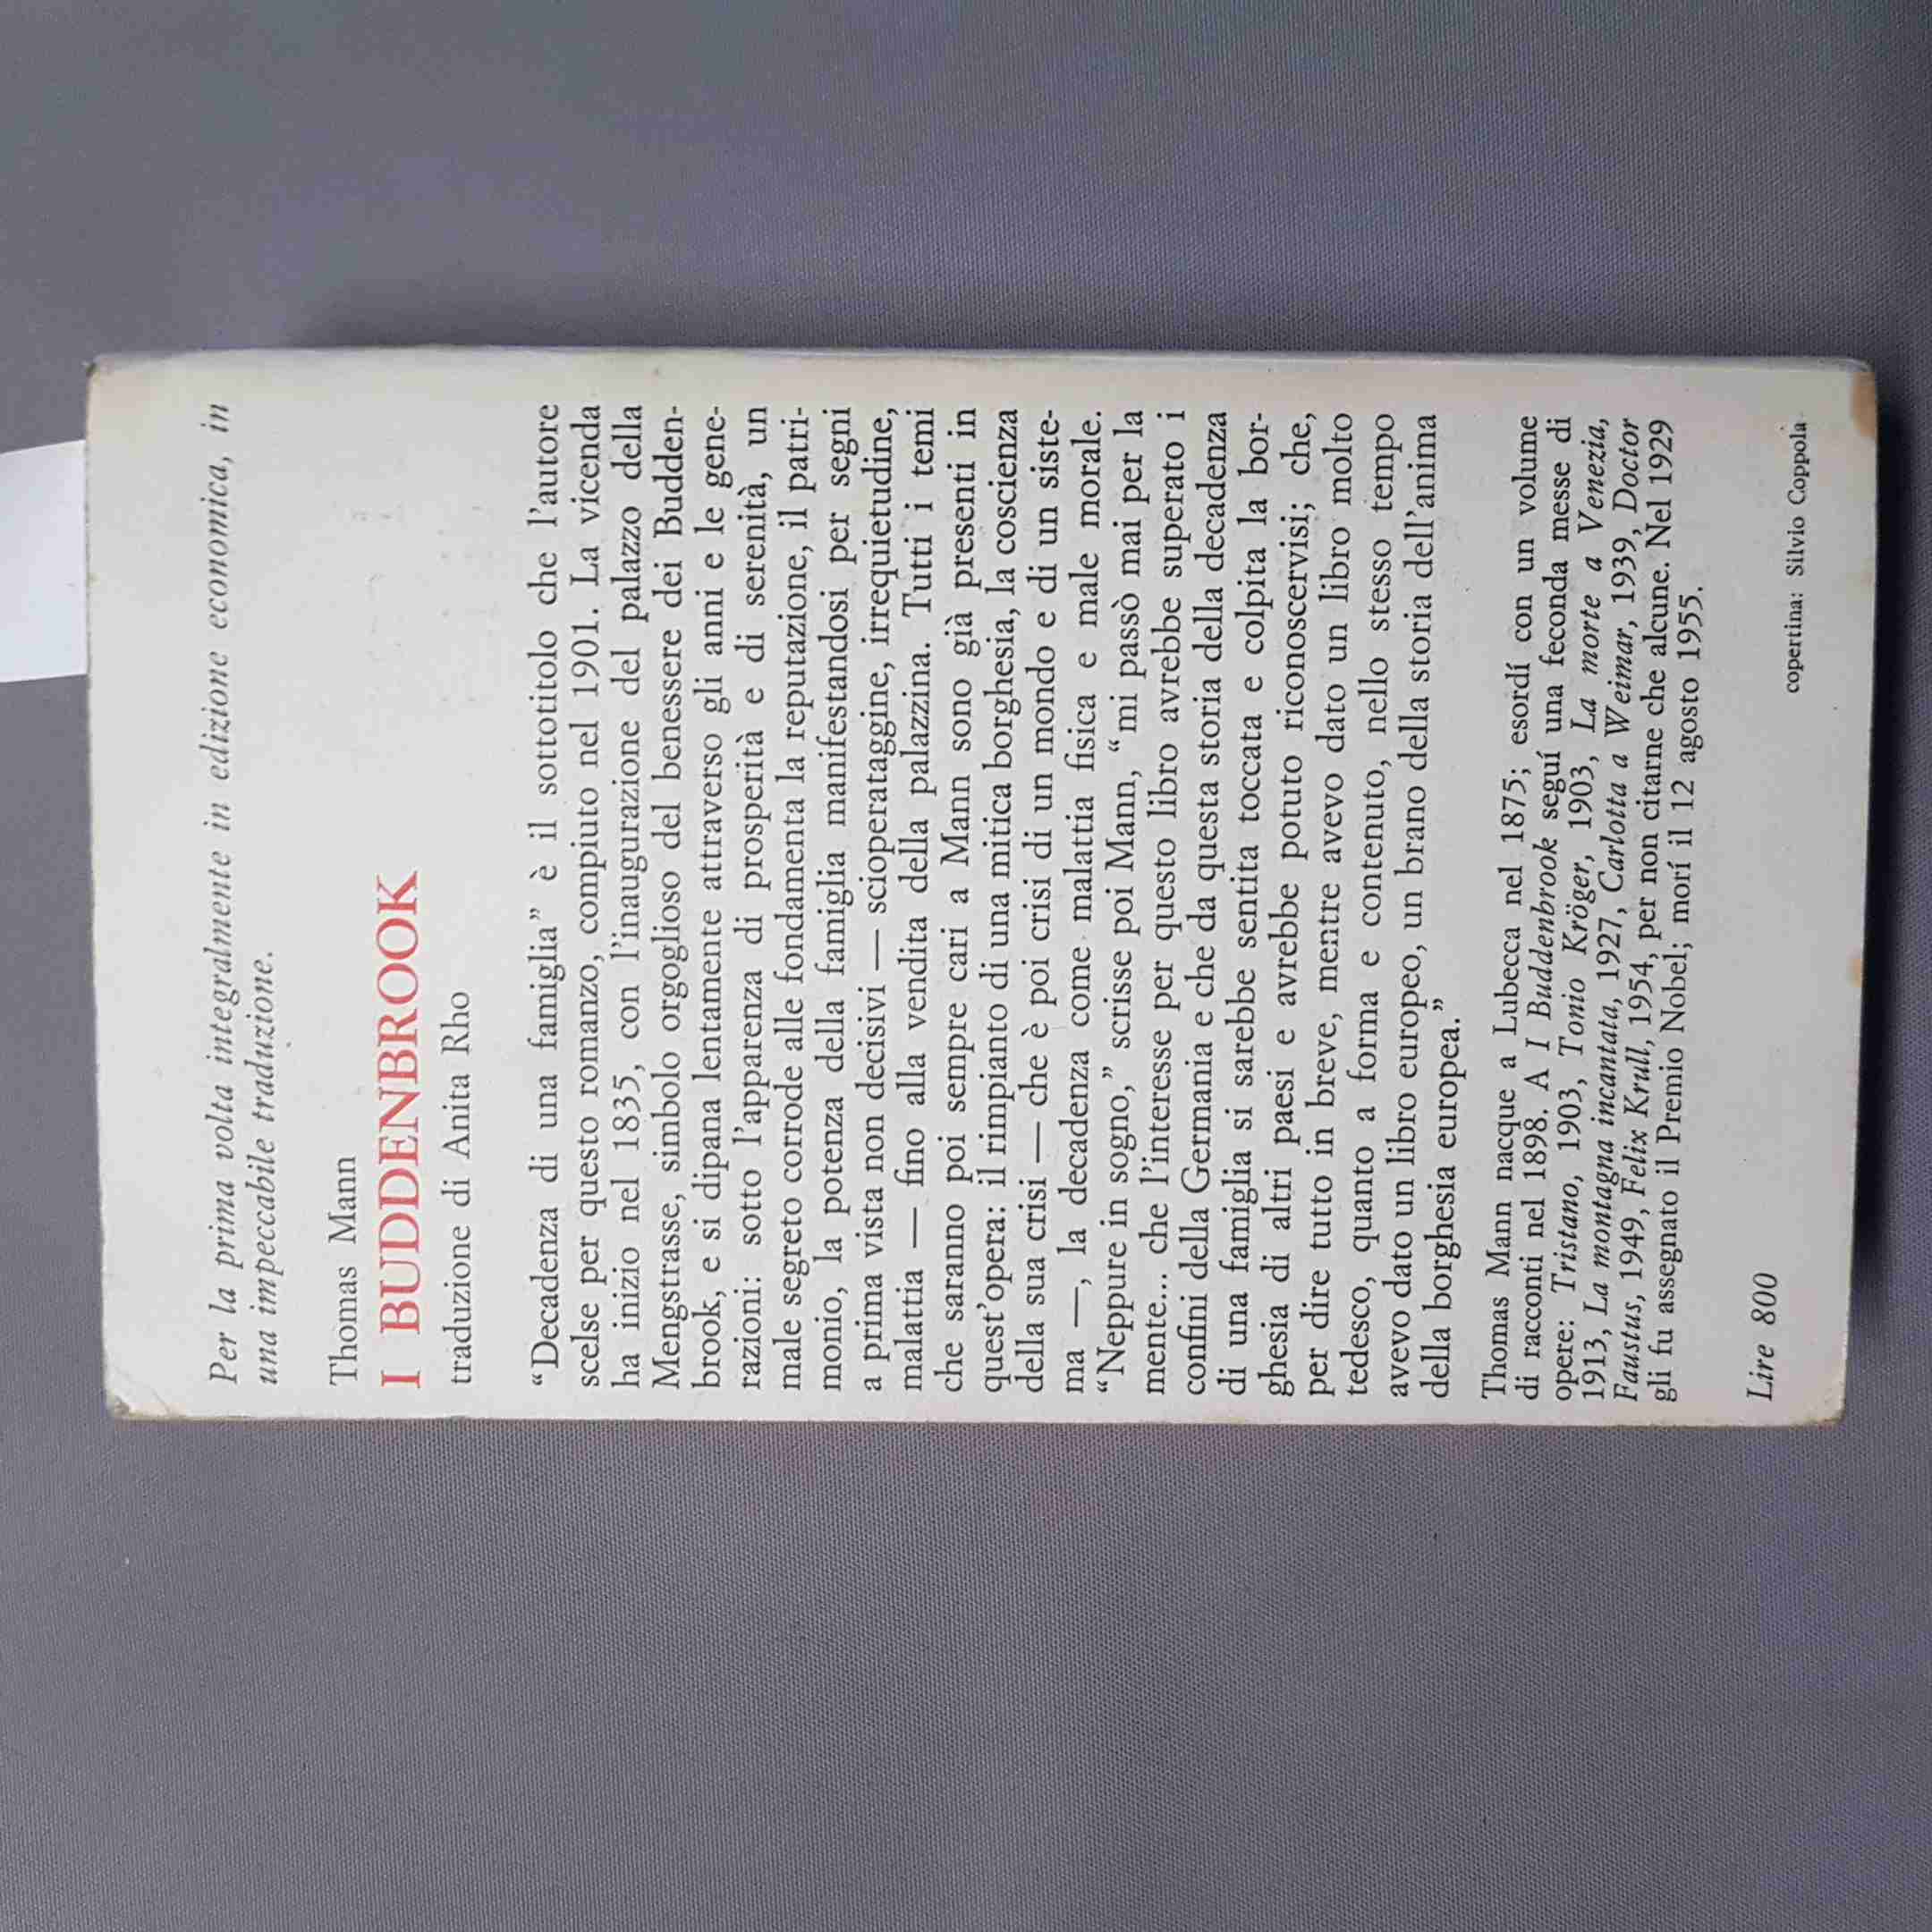 Per la prima volta integralmente in edizione economica, in
una impeccabile traduzione.
Thomas Mann
I BUDDENBROOK
traduzione di Anita Rho
“Decadenza di una famiglia” è il sottotitolo che l'autore
scelse per questo romanzo, compiuto nel 1901. La vicenda
ha inizio nel 1835, con l'inaugurazione del palazzo della
Mengstrasse, simbolo orgoglioso del benessere dei Budden-
brook, e si dipana lentamente attraverso gli anni e le gene-
razioni: sotto l'apparenza di prosperità e di serenità, un
male segreto corrode alle fondamenta la reputazione, il patri-
monio, la potenza della famiglia manifestandosi per segni
a prima vista non decisivi — scioperataggine, irrequietudine,
malattia — fino alla vendita della palazzina. Tutti i temi
che saranno poi sempre cari a Mann sono già presenti in
quest'opera: il rimpianto di una mitica borghesia, la coscienza
della sua crisi — che è poi crisi di un mondo e di un siste-
ma —, la decadenza come malattia fisica e male morale.
“Neppure in sogno,” scrisse poi Mann, “mi passò mai per la
mente... che l'interesse per questo libro avrebbe superato i
confini della Germania e che da questa storia della decadenza
di una famiglia si sarebbe sentita toccata e colpita la bor-
ghesia di altri paesi e avrebbe potuto riconoscervisi; che,
per dire tutto in breve, mentre avevo dato un libro molto
tedesco, quanto a forma e contenuto, nello stesso tempo
avevo dato un libro europeo, un brano della storia dell'anima
della borghesia europea.”
Thomas Mann nacque a Lubecca nel 1875; esordí con un volume
di racconti nel 1898. A I Buddenbrook seguí una feconda messe di
opere: Tristano, 1903, Tonio Kröger, 1903, La morte a Venezia,
1913, La montagna incantata, 1927, Carlotta a Weimar, 1939, Doctor
Faustus, 1949, Felix Krull, 1954, per non citarne che alcune. Nel 1929
gli fu assegnato il Premio Nobel; morí il 12 agosto 1955.
Lire 800
copertina: Silvio Coppola